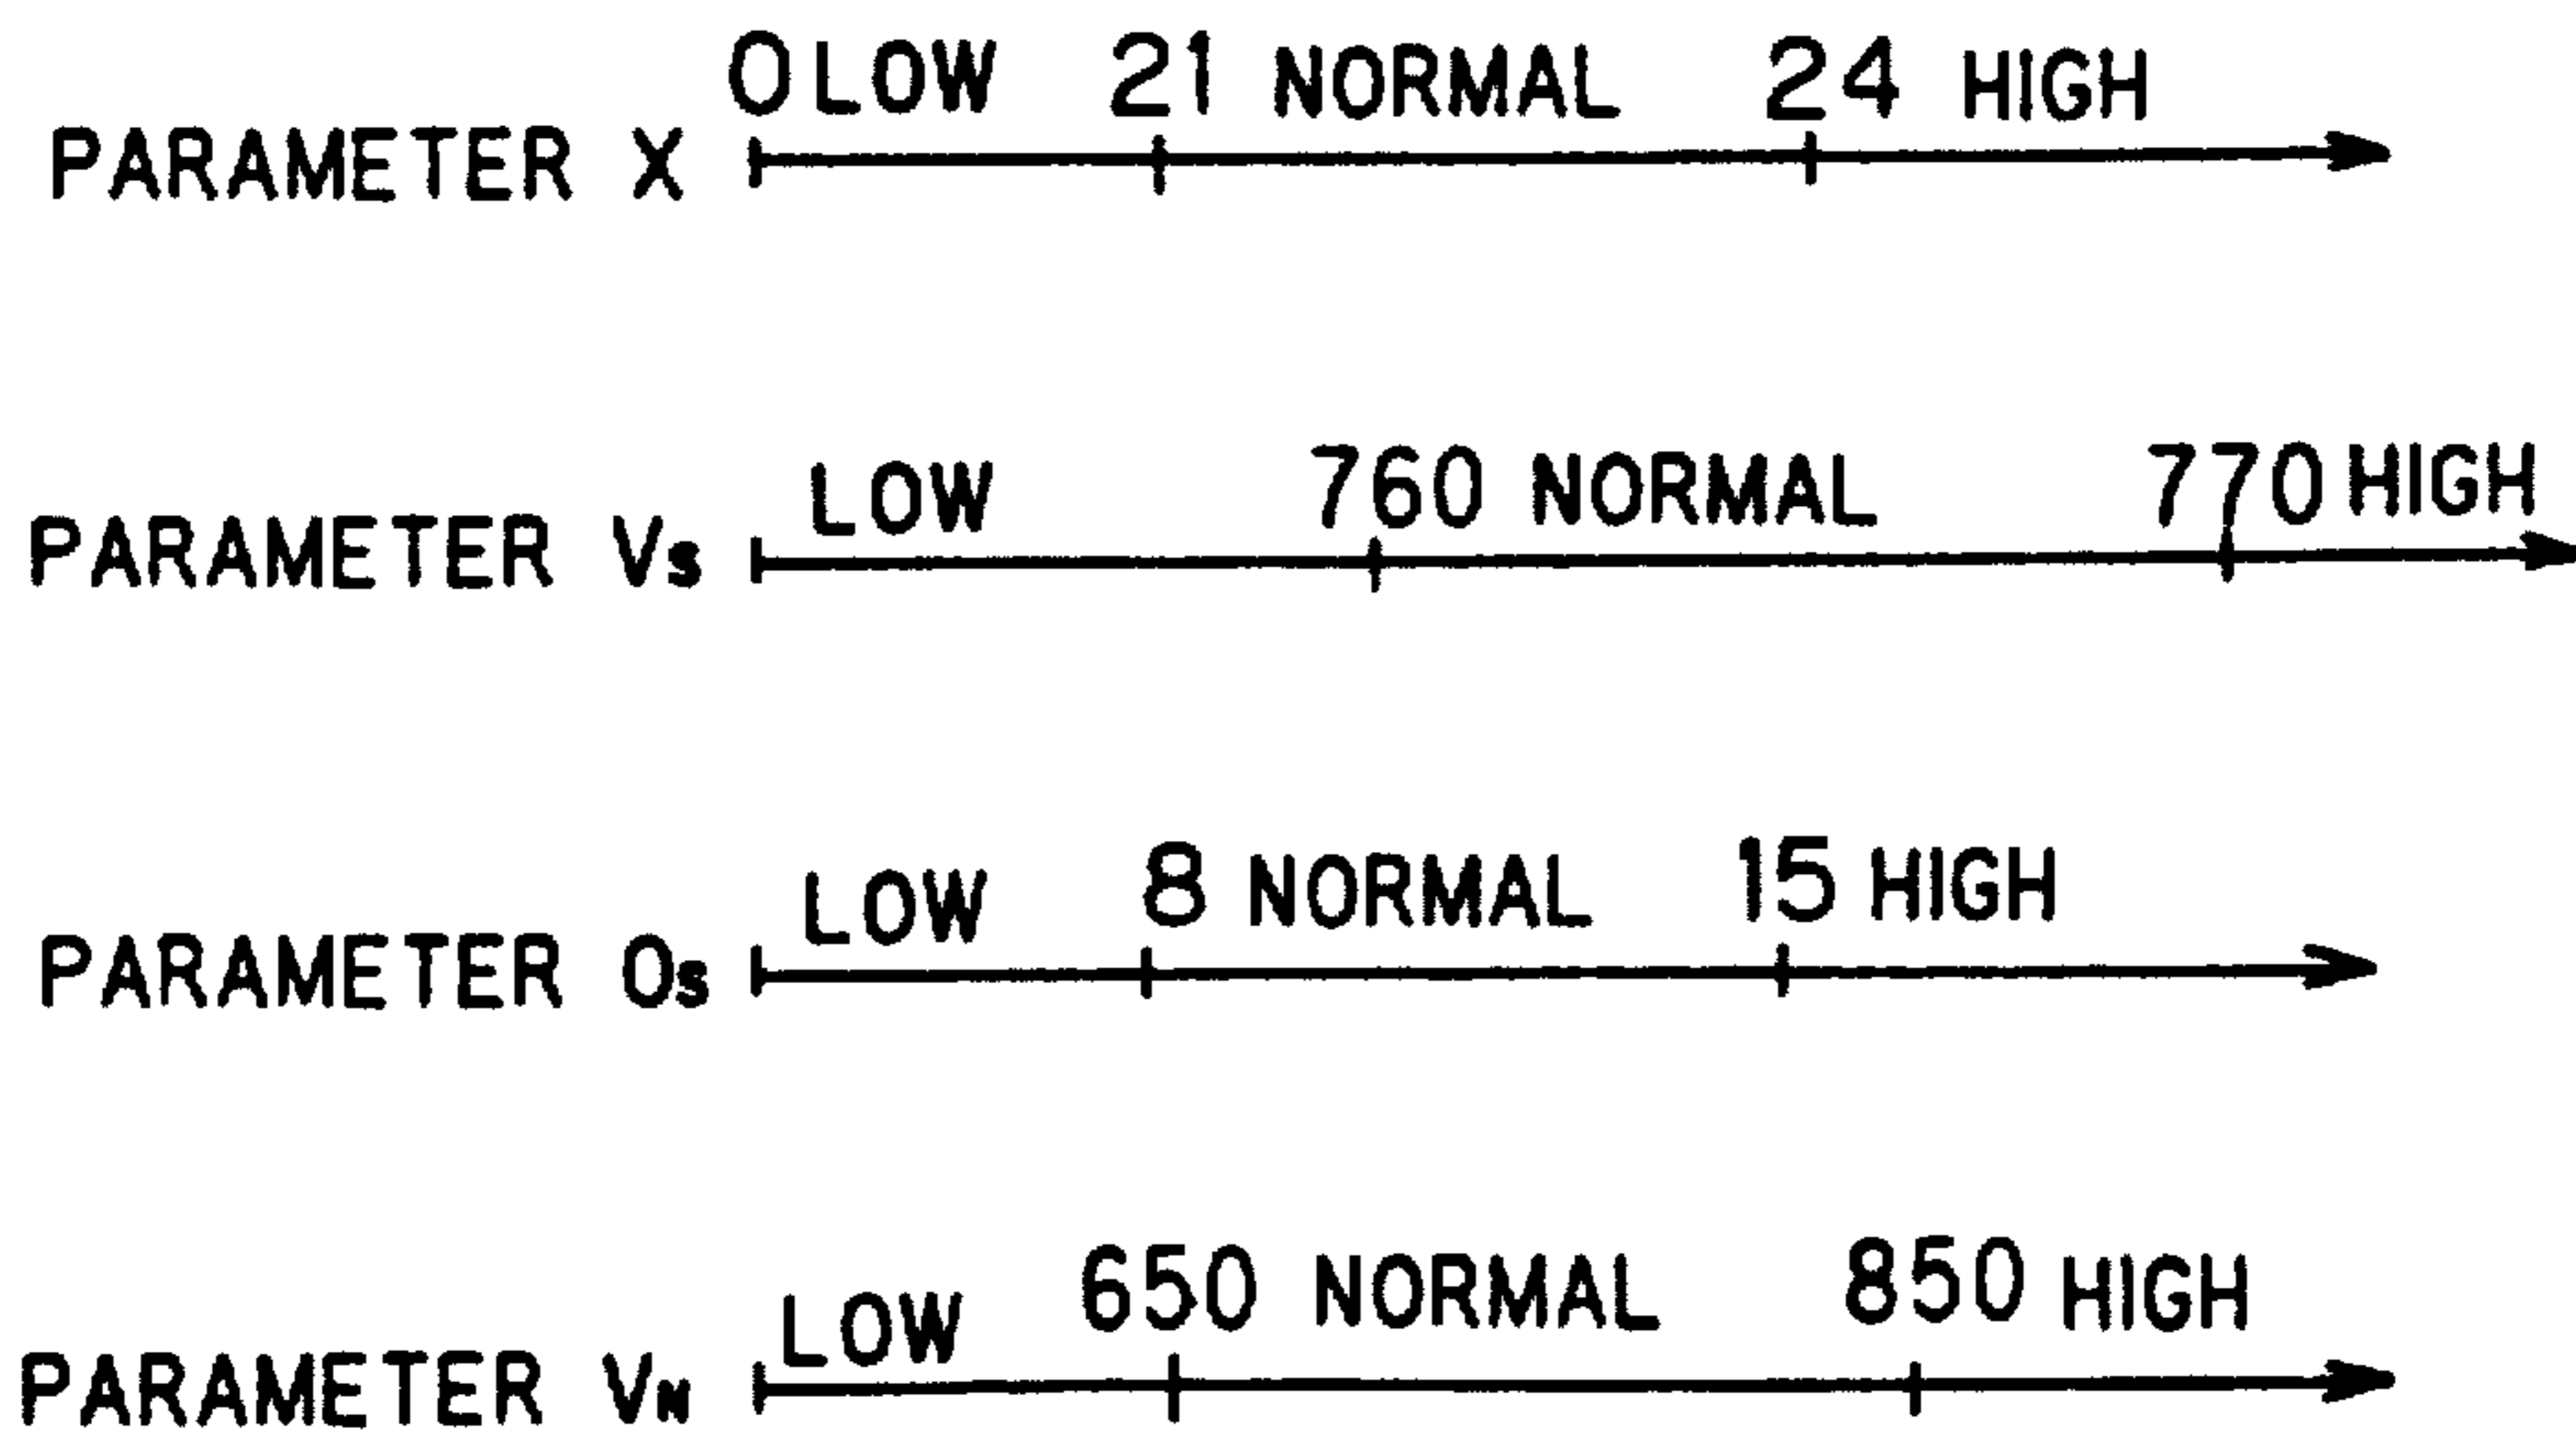 0 LOW 21 NORMAL 24 HIGH
PARAMETER X
LOW 760 NORMAL 770 HIGH
PARAMETER Vs
LOW 8 NORMAL 15 HIGH
PARAMETER Os
LOW 650 NORMAL 850 HIGH
PARAMETER VN